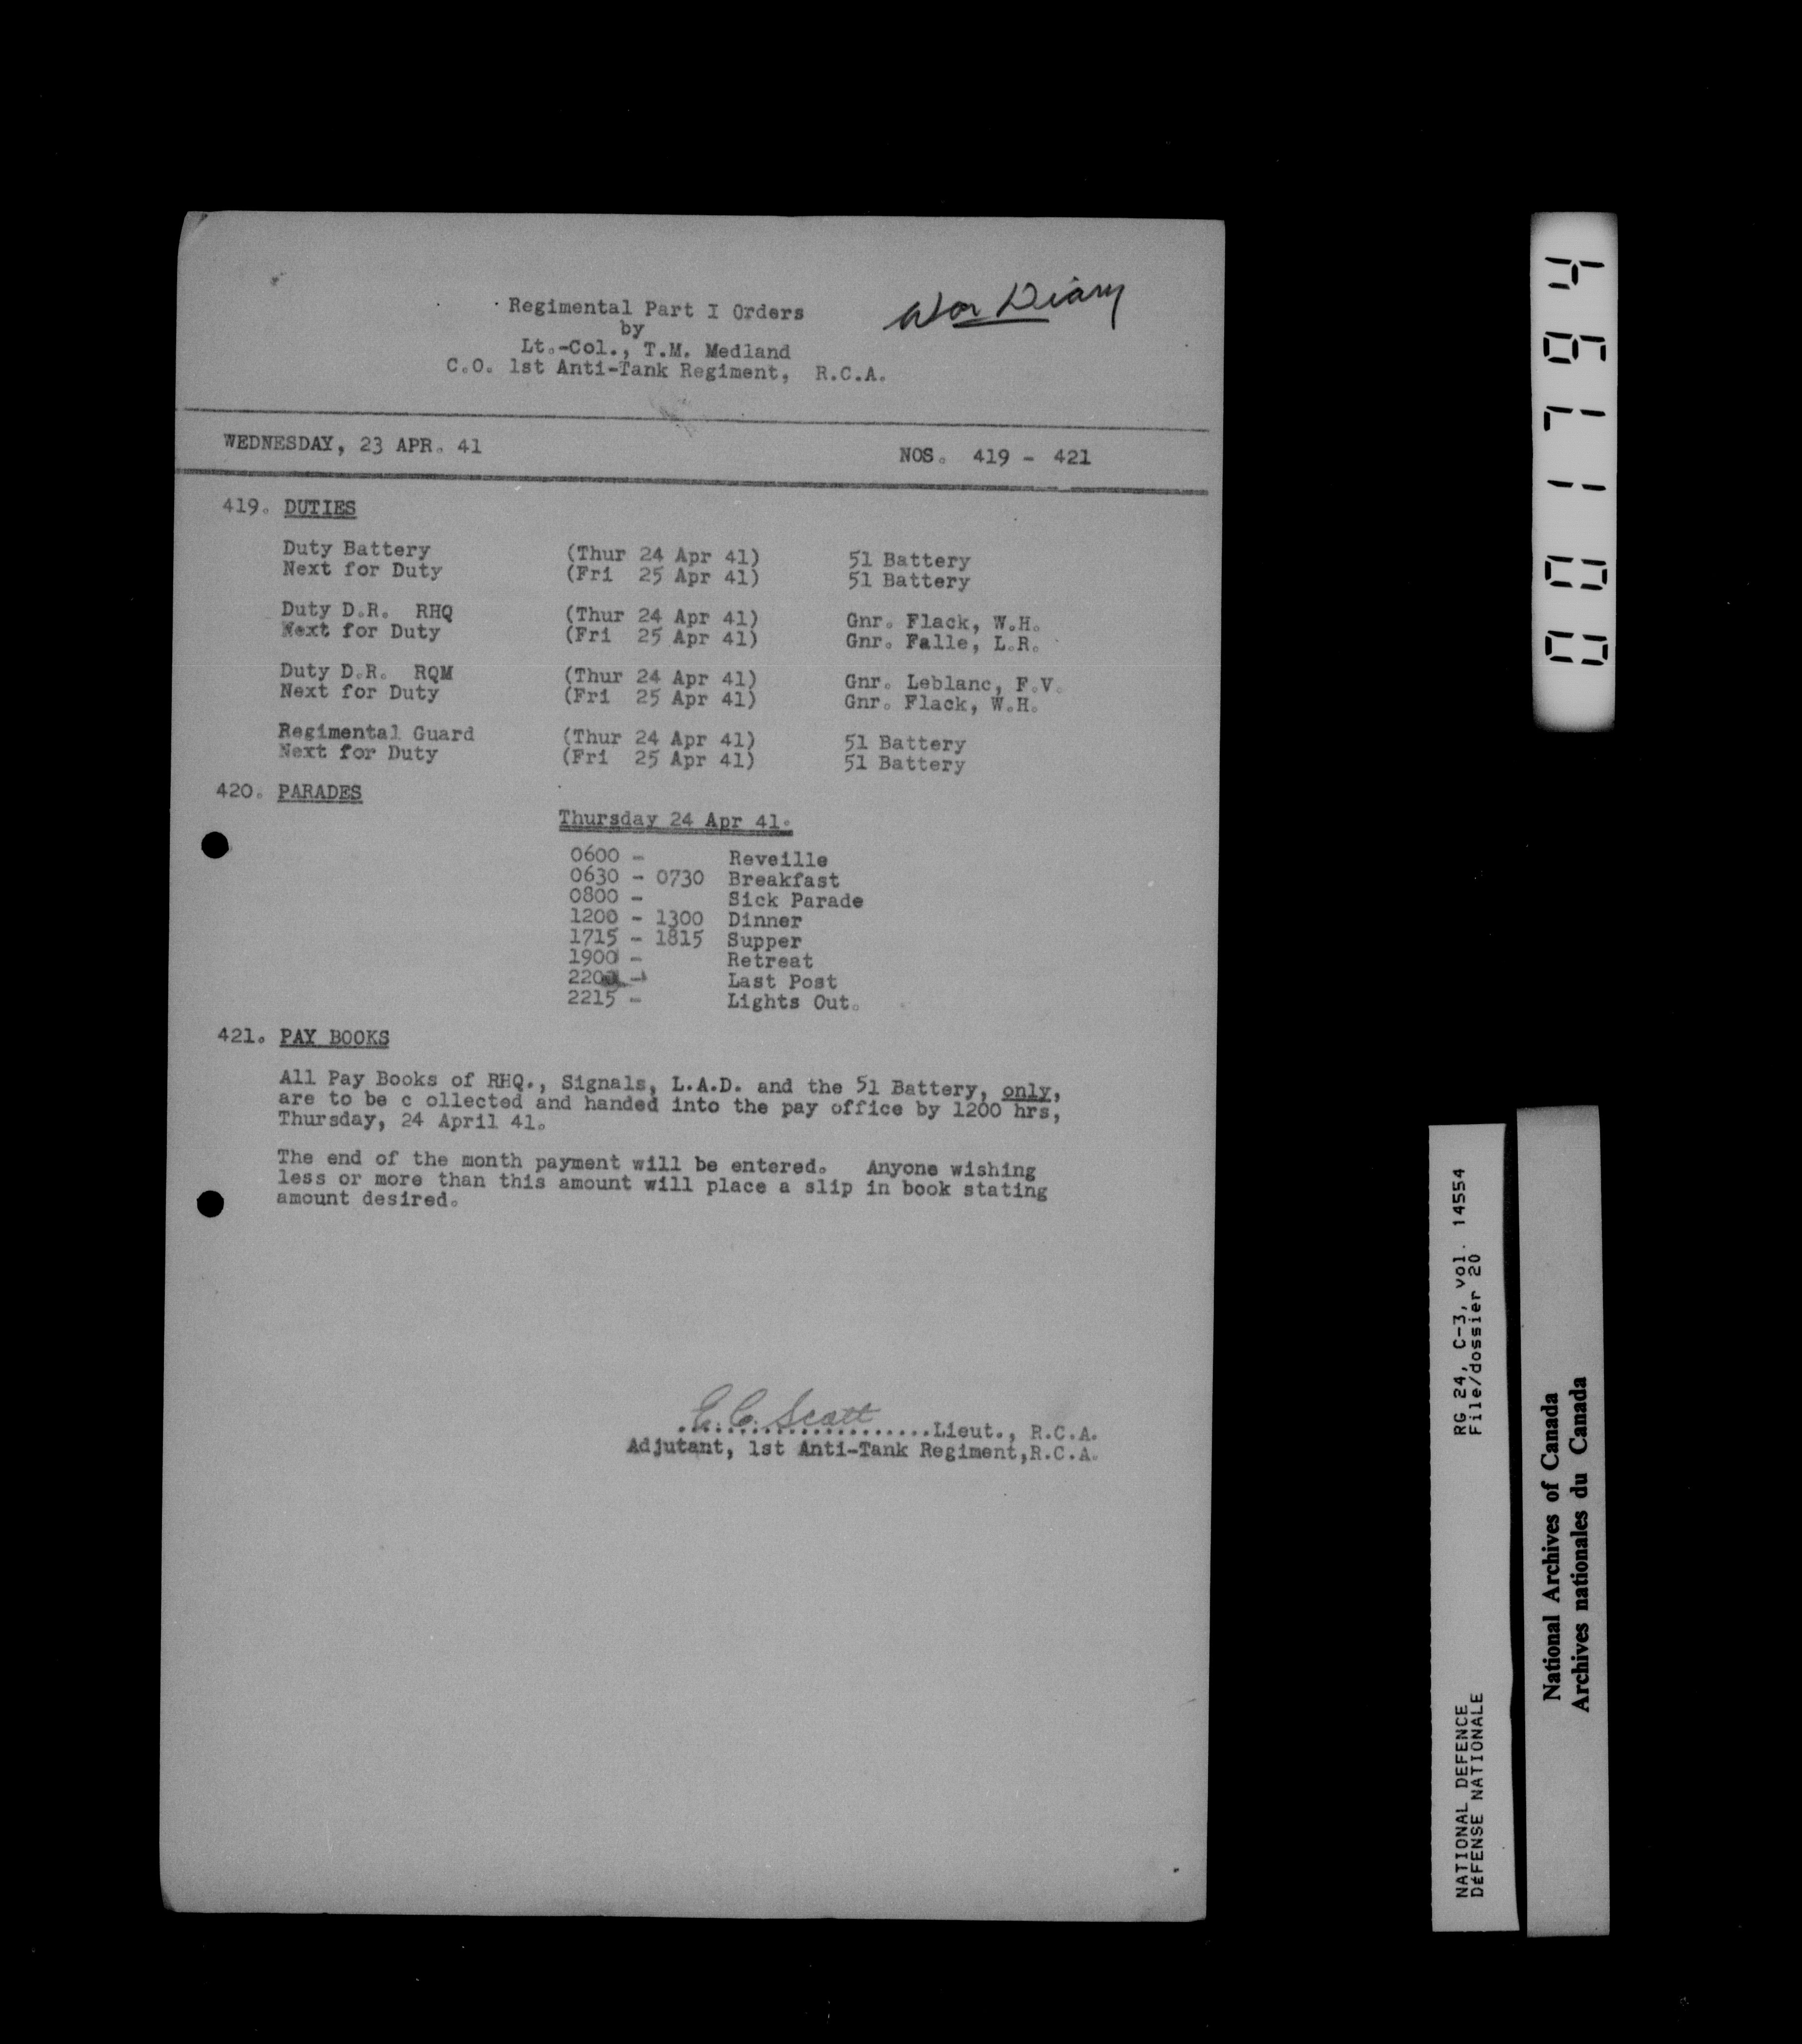 Regimental Part I Orders
War Diary
by
Lt.-Col., T.M. Medland
C.O. 1st Anti-Tank Regiment, R.C.A.
WEDNESDAY, 23 APR. 41 NOS. 419 - 421
419. DUTIES
Duty Battery (Thur 24 Apr 41) 51 Battery
Next for Duty (Fri 25 Apr 41) 51 Battery
Duty D.R. RHQ (Thur 24 Apr 41) Gnr. Flack, W.H.
Next for Duty (Fri 25 Apr 41) Gnr. Falle, L.R.
Duty D.R. RQM (Thur 24 Apr 41) Gnr. Leblanc, F.V.
Next for Duty (Fri 25 Apr 41) Gnr. Flack, W.H.
Regimental Guard (Thur 24 Apr 41) 51 Battery
Next for Duty (Fri 25 Apr 41) 51 Battery
420. PARADES
Thursday 24 Apr 41.
0600 - Reveille
0630 - 0730 Breakfast
0800 - Sick Parade
1200 - 1300 Dinner
1715 - 1815 Supper
1900 - Retreat
2200 - Last Post
2215 - Lights Out.
421. PAY BOOKS
All Pay Books of RHQ., Signals, L.A.D. and the 51 Battery, only,
are to be c ollected and handed into the pay office by 1200 hrs,
Thursday, 24 April 41.
The end of the month payment will be entered. Anyone wishing
less or more than this amount will place a slip in book stating
amount desired.
C.C. Scott
....................Lieut., R.C.A.
Adjutant, 1st Anti-Tank Regiment,R.C.A.
NATIONAL DEFENCE RG 24, C-3, vol. 14554
DÉFENSE NATIONALE File/dossier 20
National Archives of Canada
Archives nationales du Canada